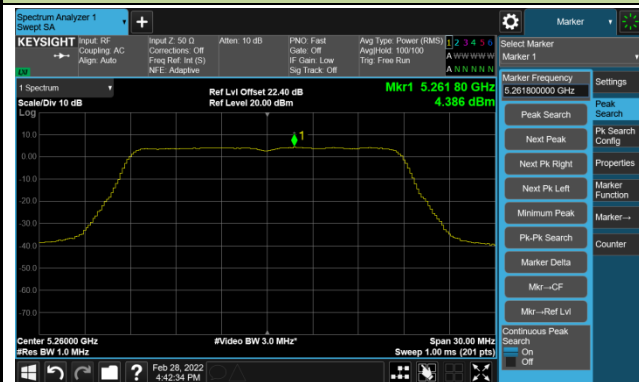 Spectrum Analyzer 1
Swept SA
Marker
KEYSIGHT
Input: RF
Coupling: AC
Align: Auto
Input Z: 50 Ω
Corrections: Off
Freq Ref: Int (S)
NFE: Adaptive
Atten: 10 dB
PNO: Fast
Gate: Off
IF Gain: Low
Sig Track: Off
Avg Type: Power (RMS)
Avg|Hold: 100/100
Trig: Free Run
1 2 3 4 5 6
A W W W W W
A N N N N N
Select Marker
Marker 1
1 Spectrum
Scale/Div 10 dB
Log
Ref Lvl Offset 22.40 dB
Ref Level 20.00 dBm
Mkr1 5.261 80 GHz
4.386 dBm
10.0
0.00
-10.0
-20.0
-30.0
-40.0
-50.0
-60.0
-70.0
1
Center 5.26000 GHz
#Res BW 1.0 MHz
#Video BW 3.0 MHz*
Span 30.00 MHz
Sweep 1.00 ms (201 pts)
Marker Frequency
5.261800000 GHz
Peak Search
Next Peak
Next Pk Right
Next Pk Left
Minimum Peak
Pk-Pk Search
Marker Delta
Mkr→CF
Mkr→Ref Lvl
Continuous Peak
Search
On
Off
Settings
Peak
Search
Pk Search
Config
Properties
Marker
Function
Marker→
Counter
Feb 28, 2022
4:42:34 PM